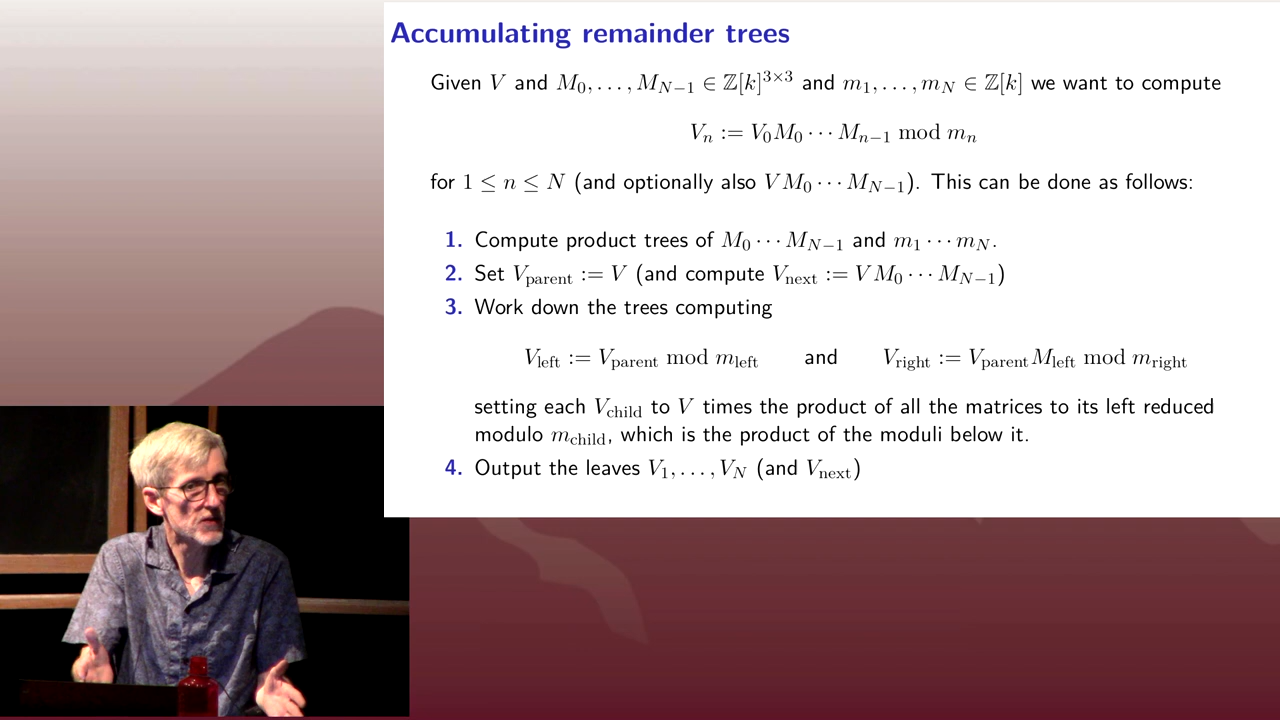 Accumulating remainder trees
Given V and M₀, . . . , M_{N−1} ∈ ℤ[k]^{3×3} and m₁, . . . , m_N ∈ ℤ[k] we want to compute
Vₙ := V₀M₀ ⋯ M_{n−1} mod mₙ
for 1 ≤ n ≤ N (and optionally also V M₀ ⋯ M_{N−1}). This can be done as follows:
1. Compute product trees of M₀ ⋯ M_{N−1} and m₁ ⋯ m_N.
2. Set V_parent := V (and compute V_next := V M₀ ⋯ M_{N−1})
3. Work down the trees computing
V_left := V_parent mod m_left and V_right := V_parent M_left mod m_right
setting each V_child to V times the product of all the matrices to its left reduced
modulo m_child, which is the product of the moduli below it.
4. Output the leaves V₁, . . . , V_N (and V_next)